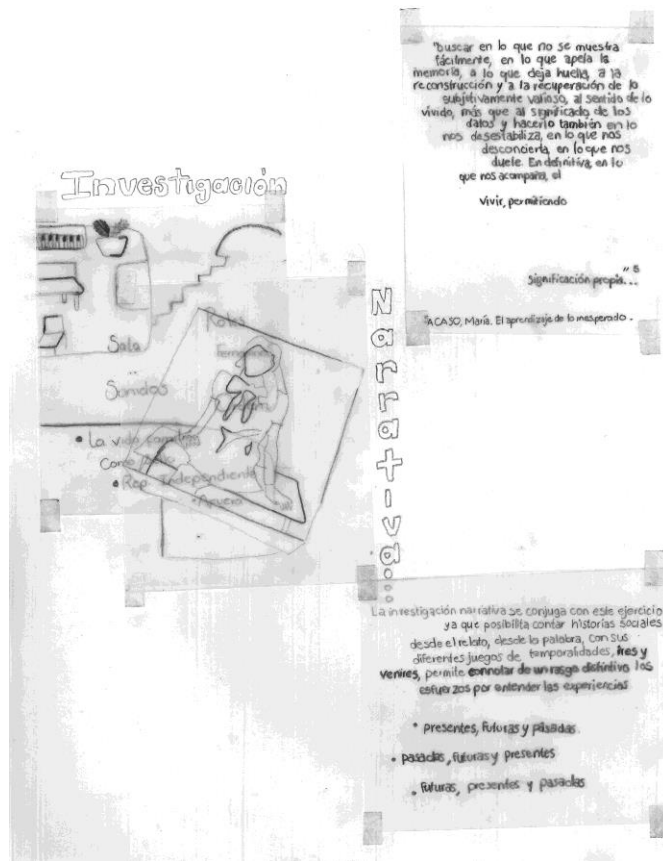 "buscar en lo que no se muestra
fácilmente, en lo que apela la
memoria, a lo que deja huella, a la
reconstrucción y a la recuperación de lo
subjetivamente valioso, al sentido de lo
vivido, más que al significado de los
datos y hacerlo también en lo
nos desestabiliza, en lo que nos
desconcierta, en lo que nos
duele. En definitiva, en lo
que nos acompaña, el
vivir, permitiendo
significación propia..."5
5ACASO, María. El aprendizaje de lo inesperado.
Investigación
Narrativa...
Roles
Sala
Sonidos
• La vida
Como
• Rep. Independiente
La investigación narrativa se conjuga con este ejercicio
ya que posibilita contar historias sociales
desde el relato, desde la palabra, con sus
diferentes juegos de temporalidades, ires y
venires, permite connotar de un rasgo distintivo los
esfuerzos por entender las experiencias
• presentes, futuras y pasadas.
• pasadas, futuras y presentes
• futuras, presentes y pasadas